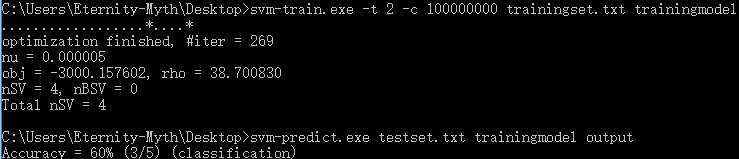 C:\Users\Eternity-Myth\Desktop>svm-train.exe -t 2 -c 100000000 trainingset.txt trainingmodel
.................*....*
optimization finished, #iter = 269
nu = 0.000005
obj = -3000.157602, rho = 38.700830
nSV = 4, nBSV = 0
Total nSV = 4
C:\Users\Eternity-Myth\Desktop>svm-predict.exe testset.txt trainingmodel output
Accuracy = 60% (3/5) (classification)